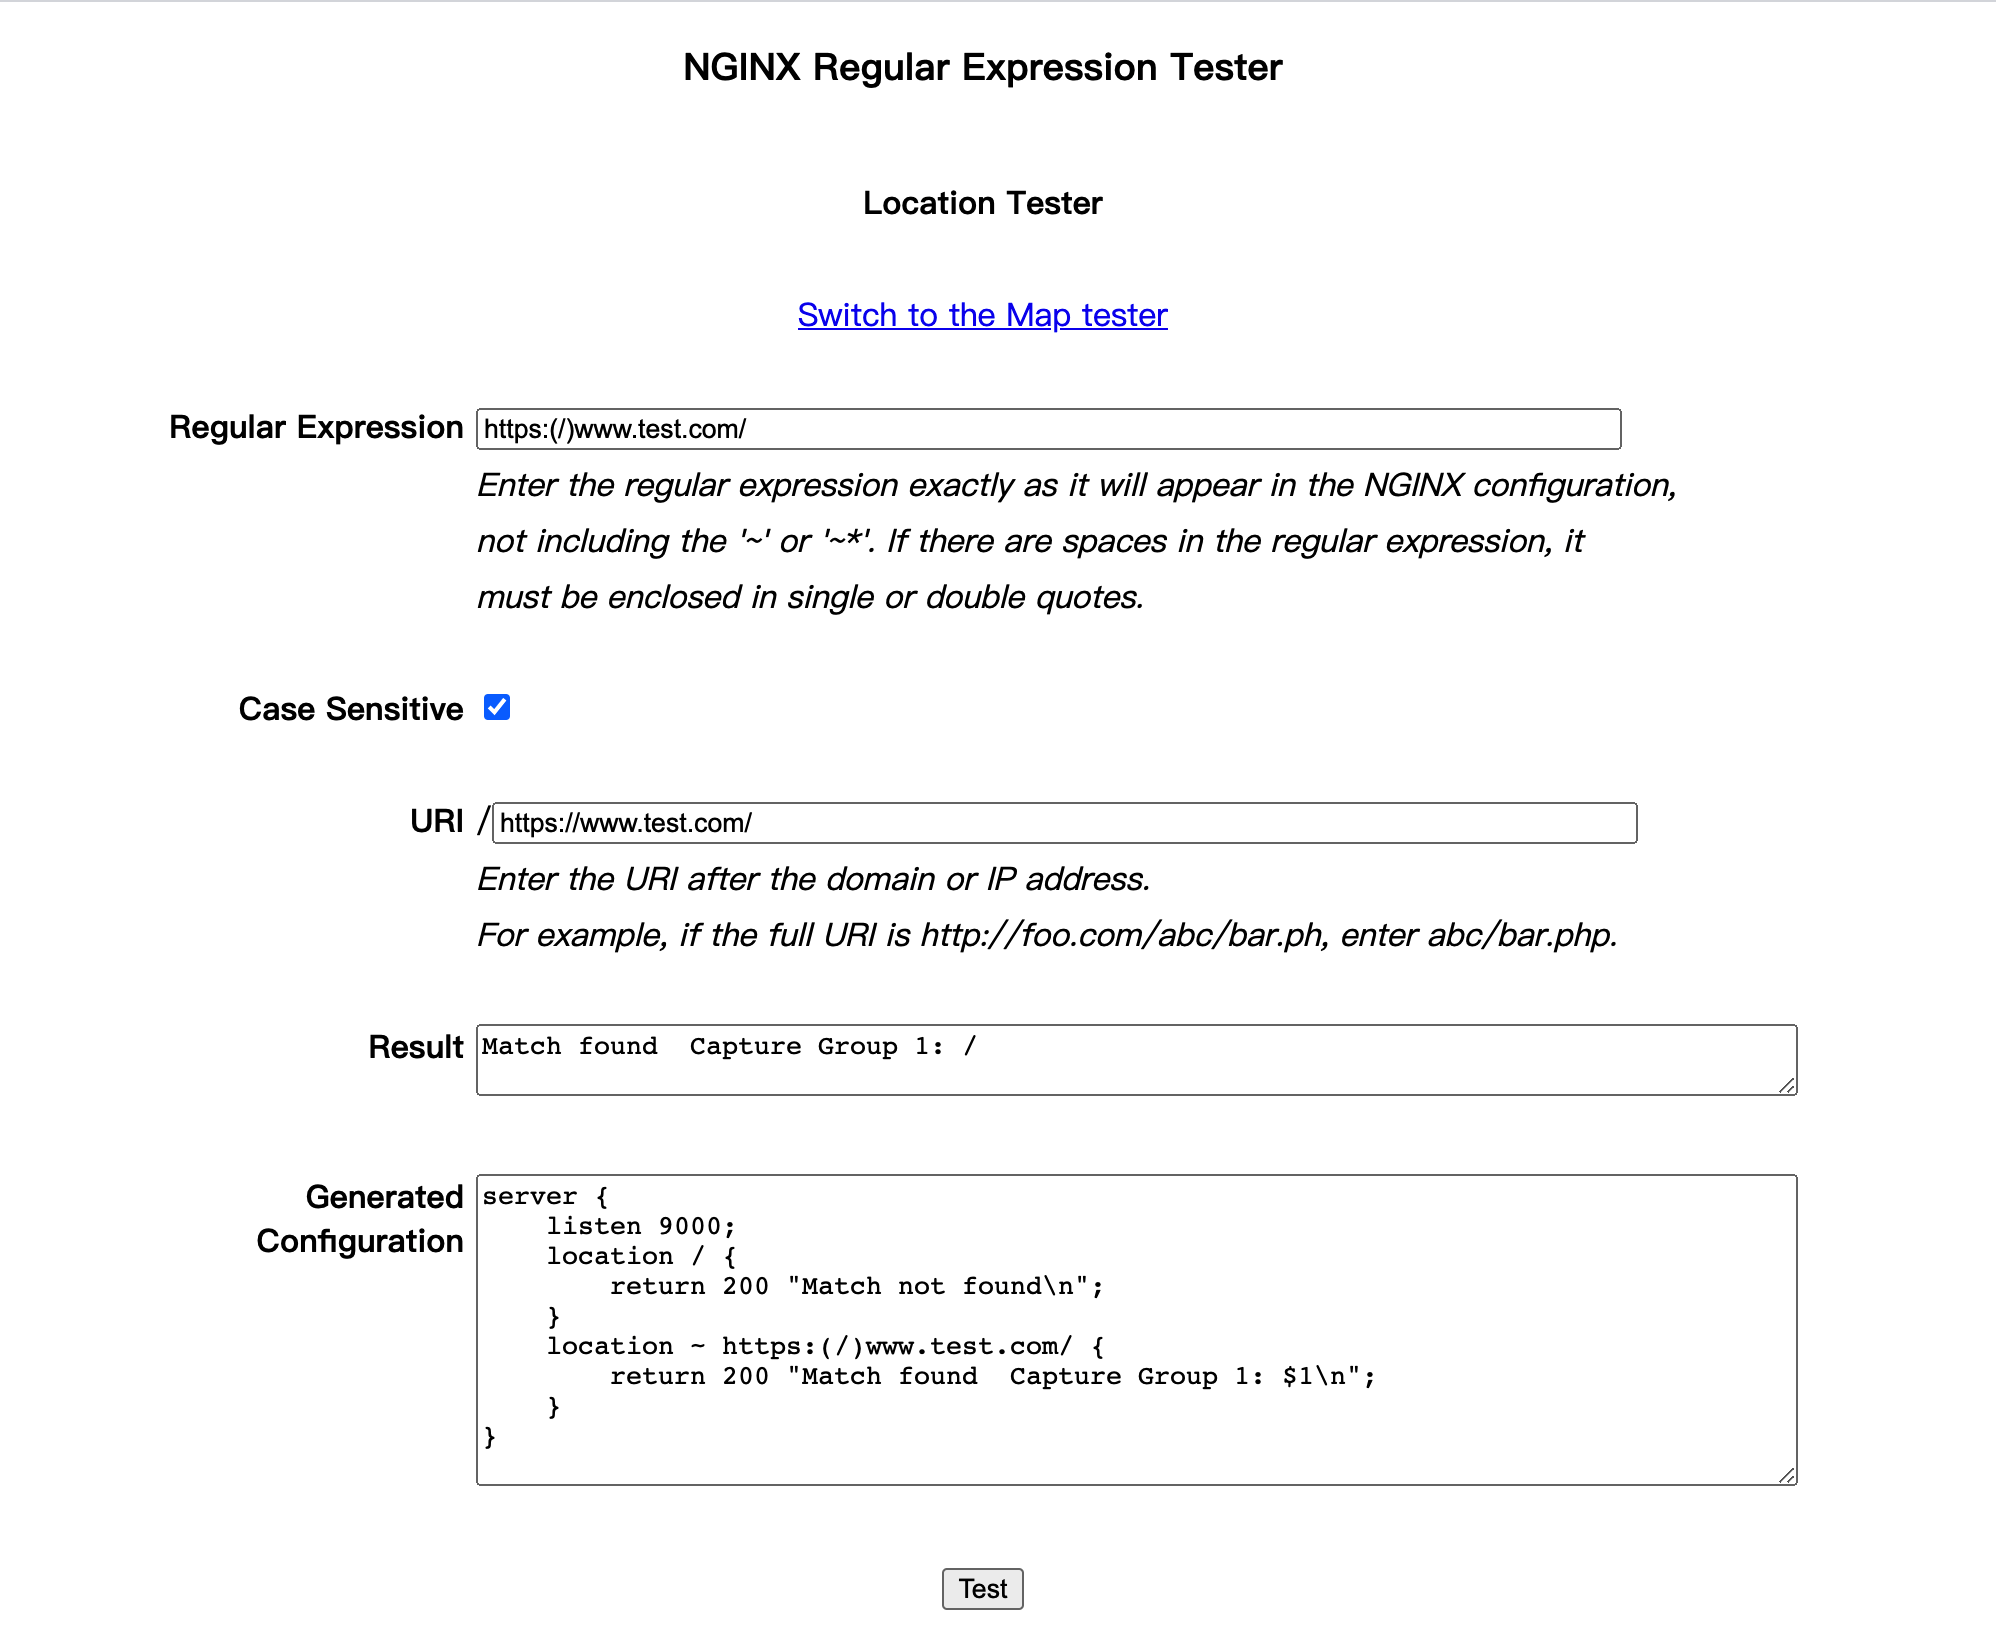 NGINX Regular Expression Tester
Location Tester
Switch to the Map tester
Regular Expression https:(/)www.test.com/
Enter the regular expression exactly as it will appear in the NGINX configuration,
not including the '~' or '~*'. If there are spaces in the regular expression, it
must be enclosed in single or double quotes.
Case Sensitive
URI / https://www.test.com/
Enter the URI after the domain or IP address.
For example, if the full URI is http://foo.com/abc/bar.ph, enter abc/bar.php.
Result Match found  Capture Group 1: /
Generated
Configuration
server {
    listen 9000;
    location / {
        return 200 "Match not found\n";
    }
    location ~ https:(/)www.test.com/ {
        return 200 "Match found  Capture Group 1: $1\n";
    }
}
Test